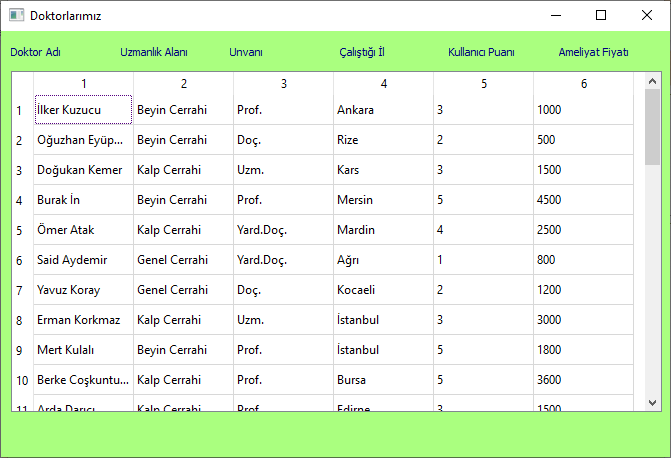 Doktorlarımız
Doktor Adı Uzmanlık Alanı Unvanı Çalıştığı İl Kullanıcı Puanı Ameliyat Fiyatı
1 2 3 4 5 6
1 İlker Kuzucu Beyin Cerrahi Prof. Ankara 3 1000
2 Oğuzhan Eyüp... Beyin Cerrahi Doç. Rize 2 500
3 Doğukan Kemer Kalp Cerrahi Uzm. Kars 3 1500
4 Burak İn Beyin Cerrahi Prof. Mersin 5 4500
5 Ömer Atak Kalp Cerrahi Yard.Doç. Mardin 4 2500
6 Said Aydemir Genel Cerrahi Yard.Doç. Ağrı 1 800
7 Yavuz Koray Genel Cerrahi Doç. Kocaeli 2 1200
8 Erman Korkmaz Kalp Cerrahi Uzm. İstanbul 3 3000
9 Mert Kulalı Beyin Cerrahi Prof. İstanbul 5 1800
10 Berke Coşkuntu... Kalp Cerrahi Prof. Bursa 5 3600
11 Arda Darıcı Kalp Cerrahi Prof. Edirne 3 1500